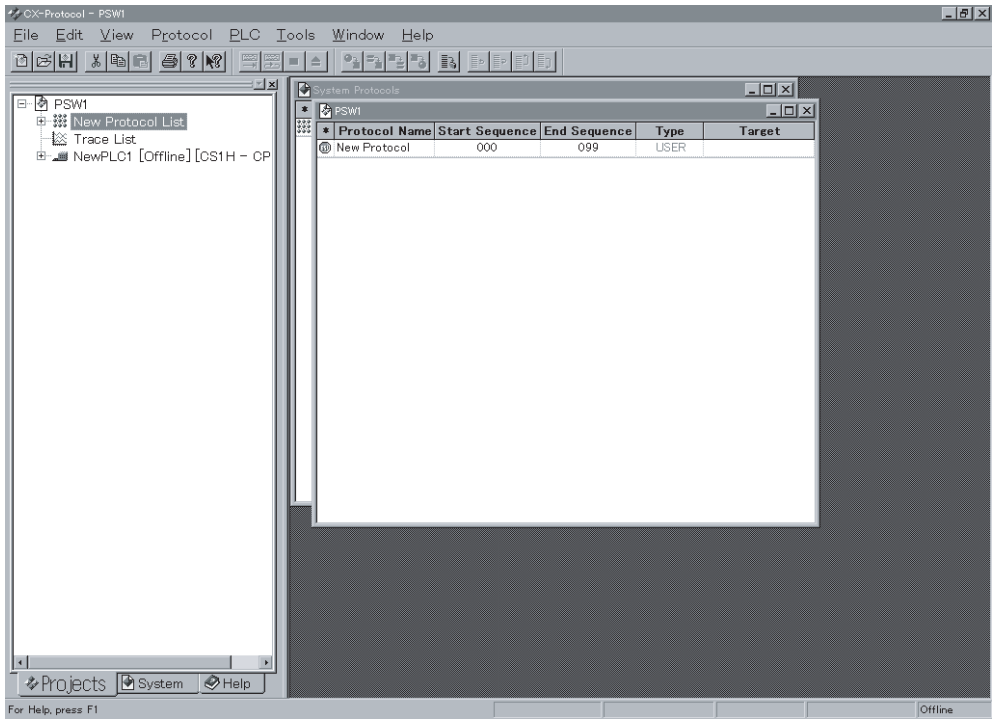 CX-Protocol - PSW1
File Edit View Protocol PLC Tools Window Help
PSW1
New Protocol List
Trace List
NewPLC1 [Offline] [CS1H - CP
System Protocols
PSW1
* Protocol Name Start Sequence End Sequence Type Target
New Protocol 000 099 USER
Projects System Help
For Help, press F1 Offline